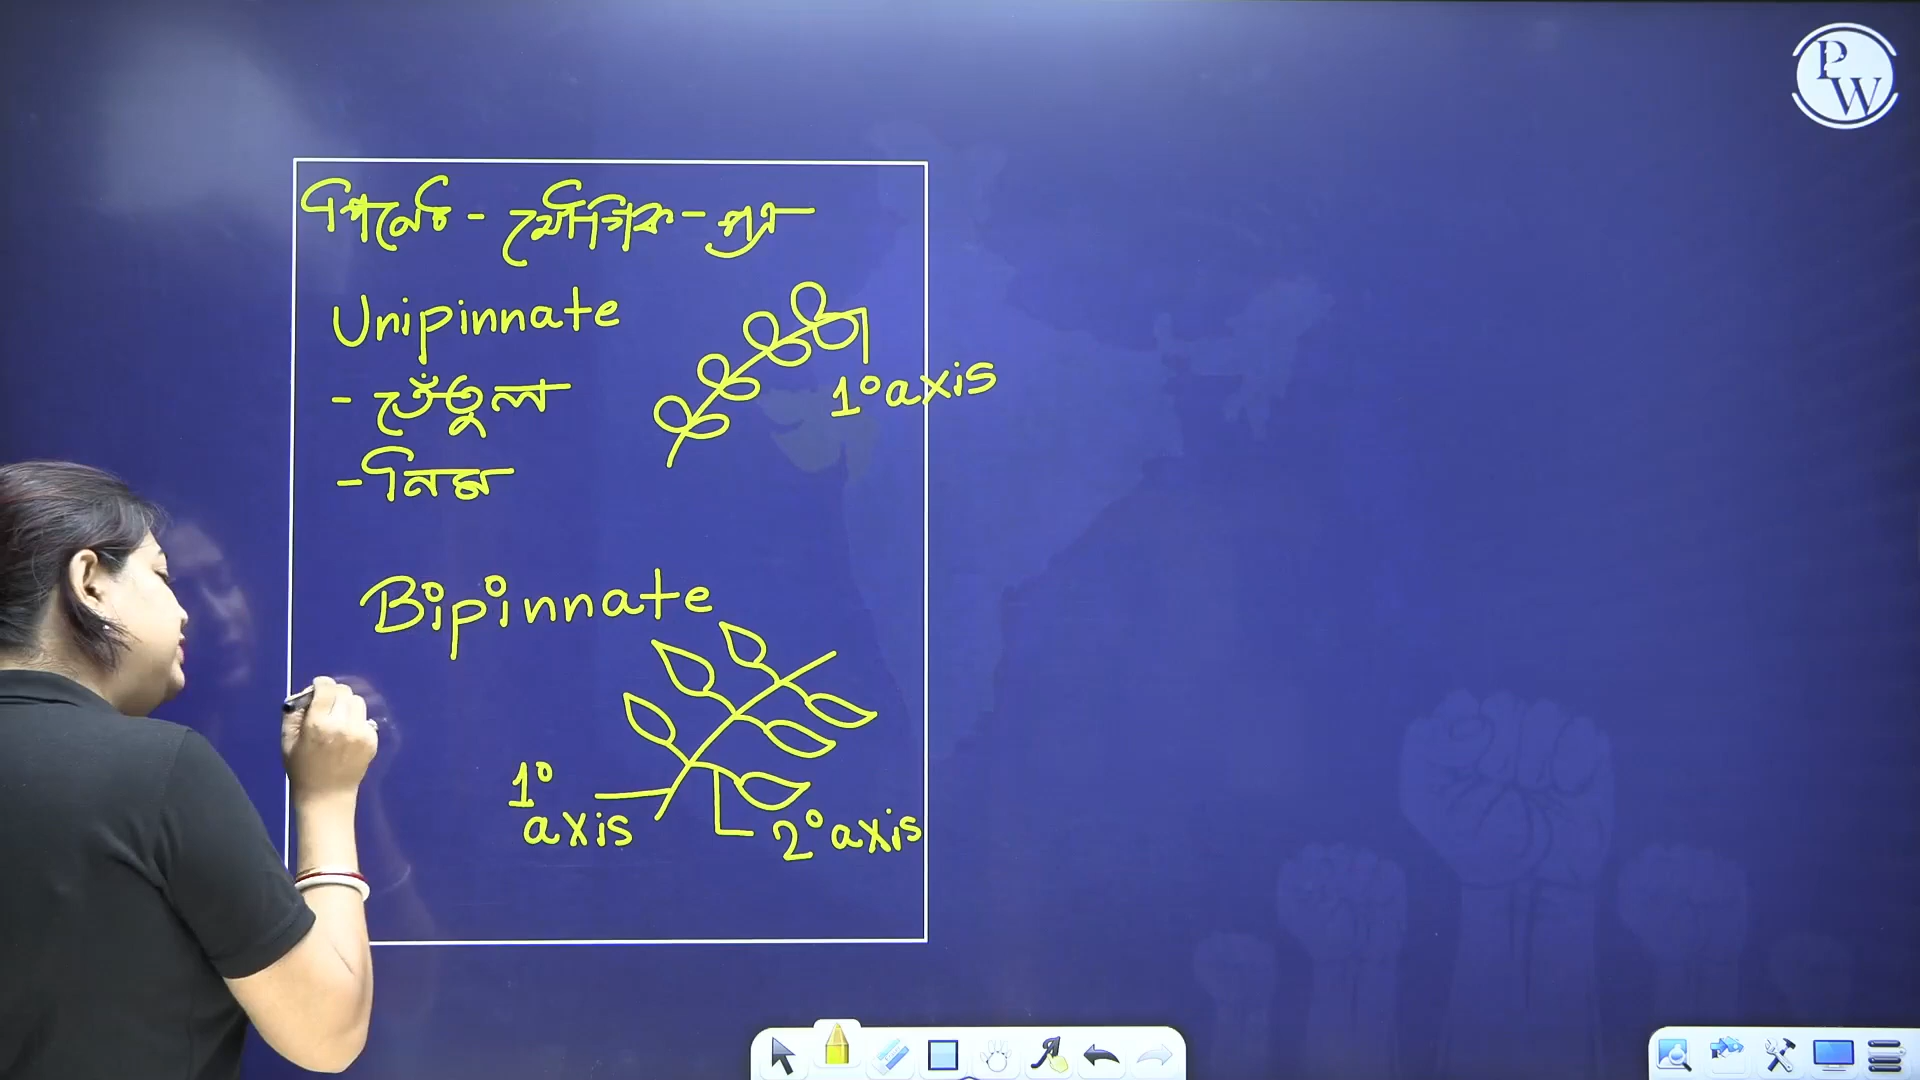 PW
পিনেট - যৌগিক - পত্র
Unipinnate
- তেঁতুল
- নিম
1° axis
Bipinnate
1°
axis
2° axis